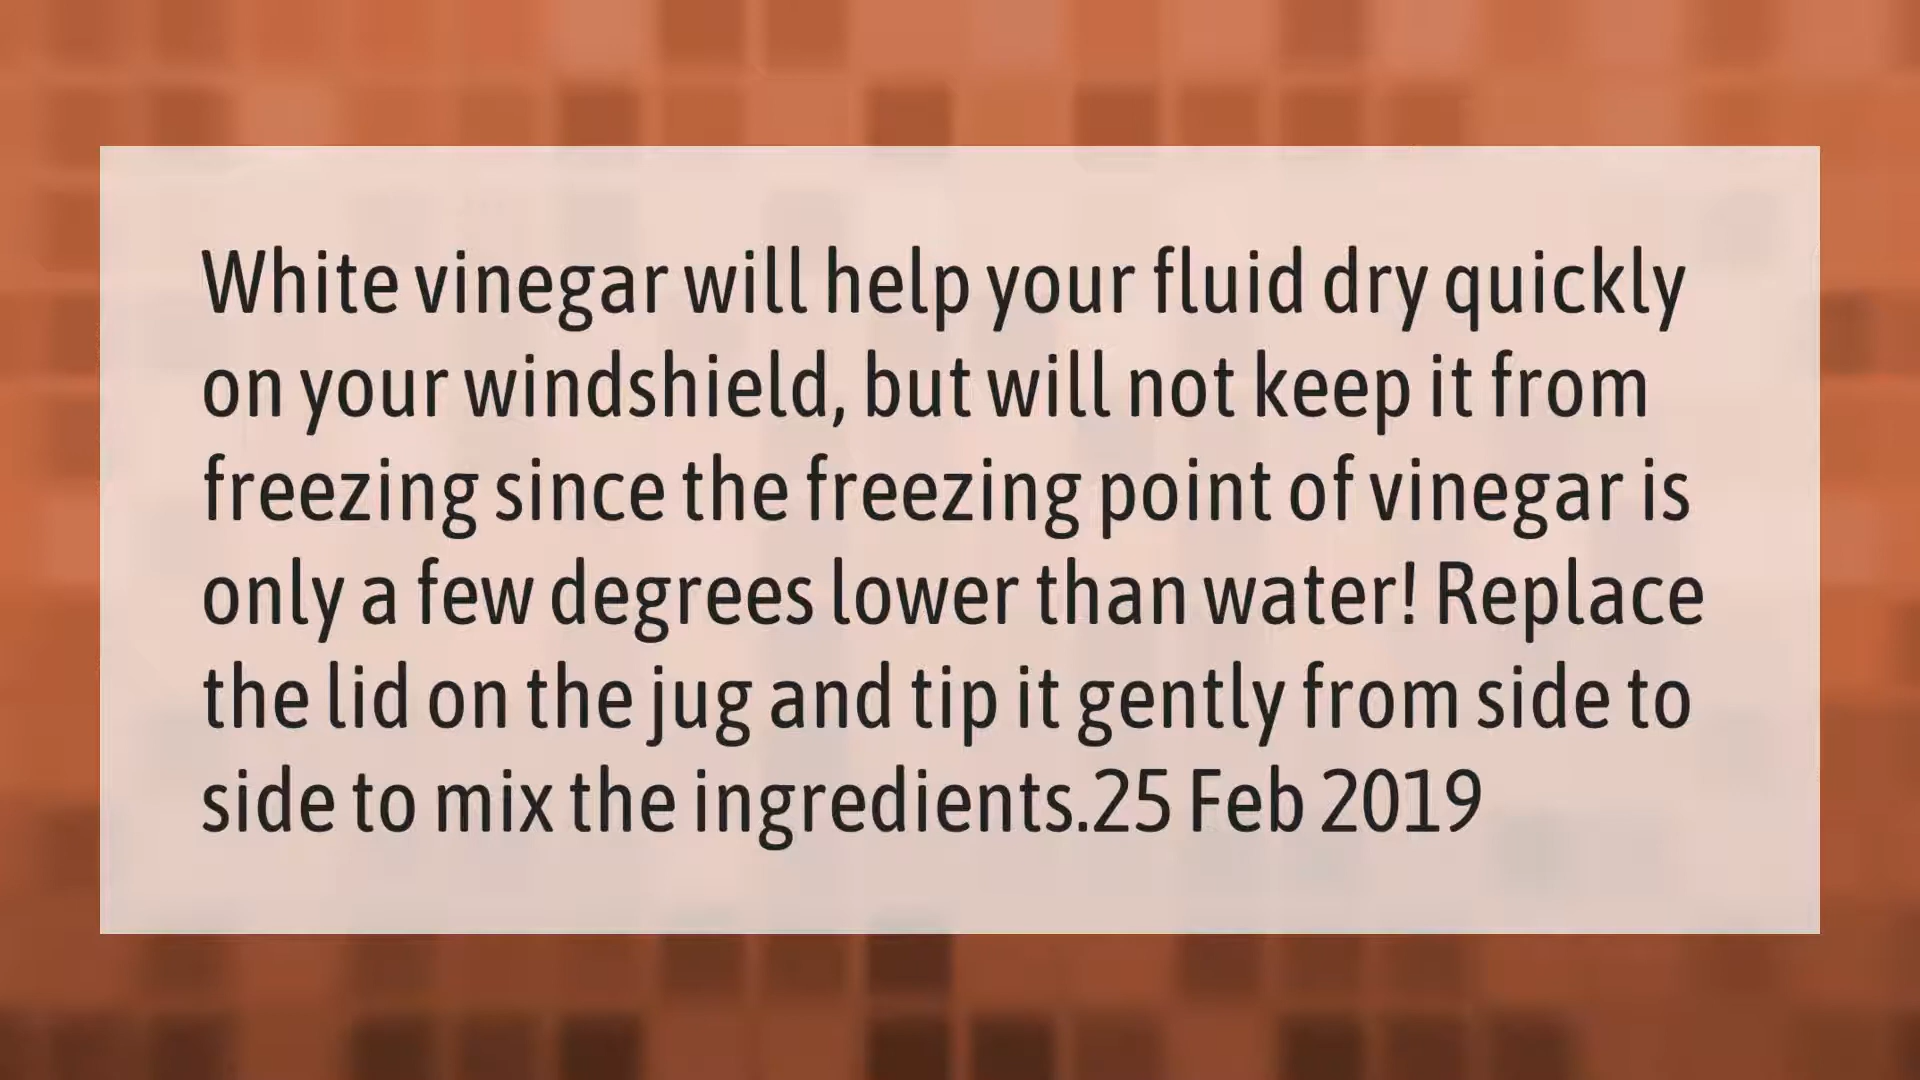 White vinegar will help your fluid dry quickly
on your windshield, but will not keep it from
freezing since the freezing point of vinegar is
only a few degrees lower than water! Replace
the lid on the jug and tip it gently from side to
side to mix the ingredients.25 Feb 2019